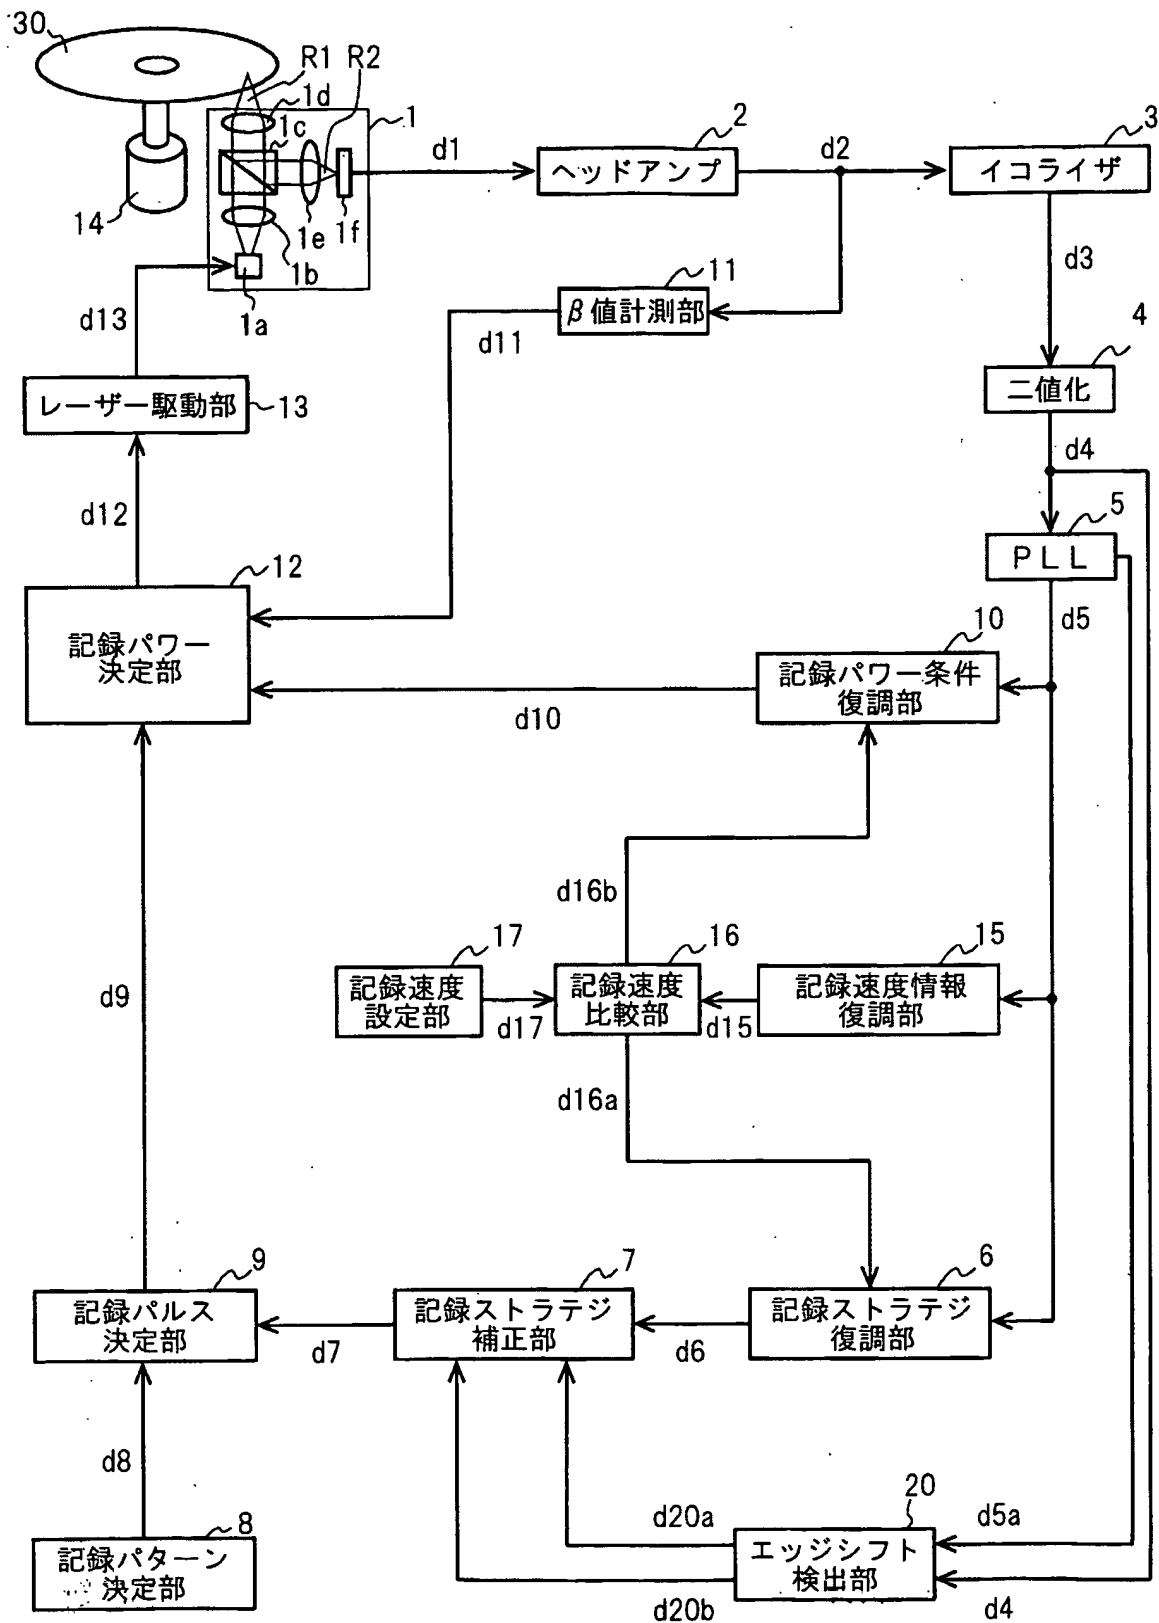 30
R1 R2
1d
1c
1
2
3
d1
ヘッドアンプ
d2
イコライザ
14
1e
1f
1b
1a
11
d3
d13
β値計測部
d11
4
レーザー駆動部
13
二値化
d4
d12
5
PLL
12
記録パワー
決定部
d5
10
記録パワー条件
復調部
d10
d16b
17
16
15
d9
記録速度
設定部
d17
記録速度
比較部
d15
記録速度情報
復調部
d16a
9
7
6
記録パルス
決定部
d7
記録ストラテジ
補正部
d6
記録ストラテジ
復調部
d8
20
d20a
d5a
8
記録パターン
決定部
エッジシフト
検出部
d20b
d4